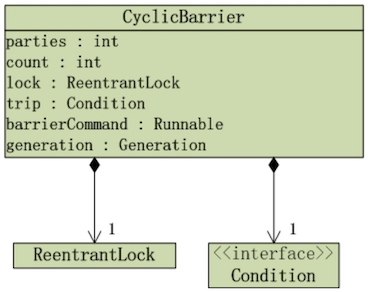 CyclicBarrier
parties : int
count : int
lock : ReentrantLock
trip : Condition
barrierCommand : Runnable
generation : Generation
1
1
ReentrantLock
<<interface>>
Condition